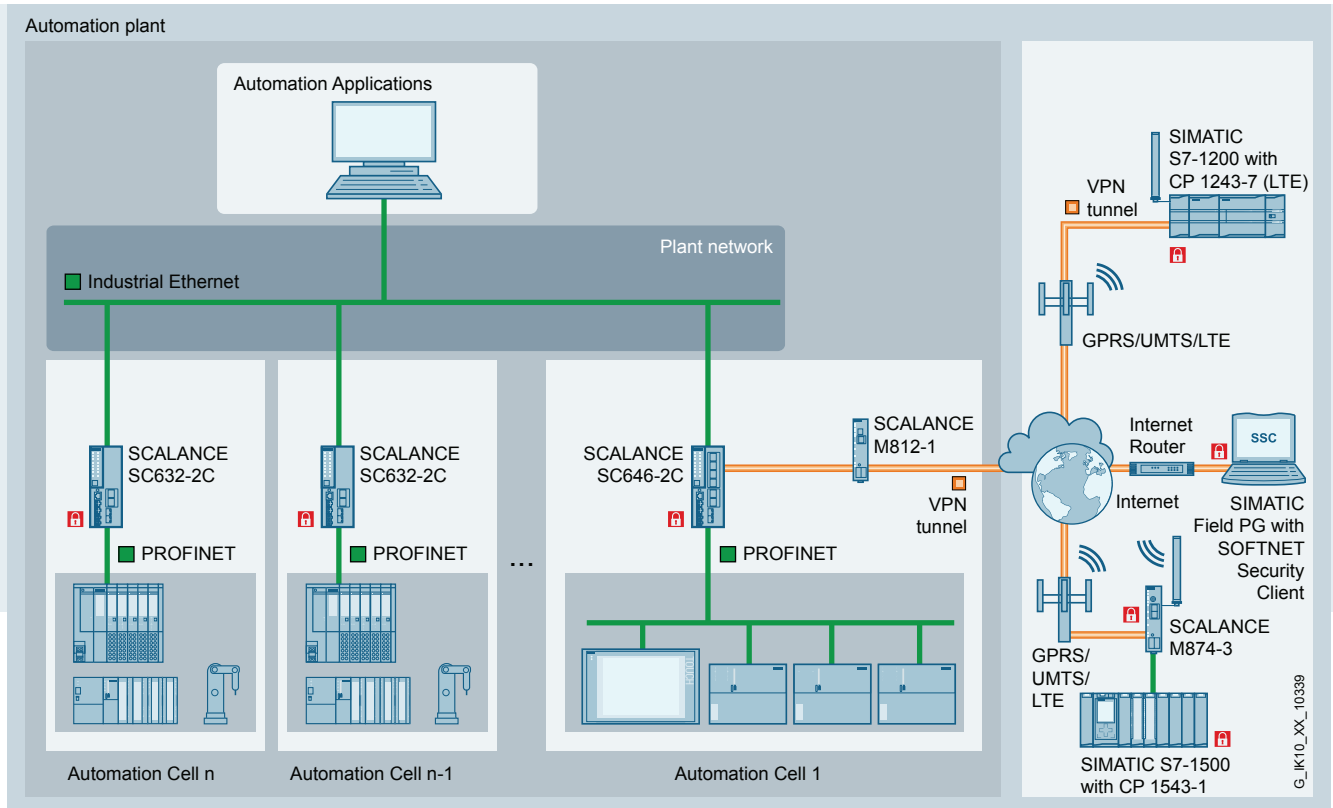 Automation plant
Automation Applications
Plant network
Industrial Ethernet
SCALANCE
SC632-2C
PROFINET
Automation Cell n
SCALANCE
SC632-2C
PROFINET
Automation Cell n-1
...
SCALANCE
SC646-2C
PROFINET
Automation Cell 1
SCALANCE
M812-1
VPN
tunnel
SIMATIC
S7-1200 with
CP 1243-7 (LTE)
VPN
tunnel
GPRS/UMTS/LTE
Internet
Router
SSC
Internet
SIMATIC
Field PG with
SOFTNET
Security
Client
SCALANCE
M874-3
GPRS/
UMTS/
LTE
SIMATIC S7-1500
with CP 1543-1
G_IK10_XX_10339
TOUCH